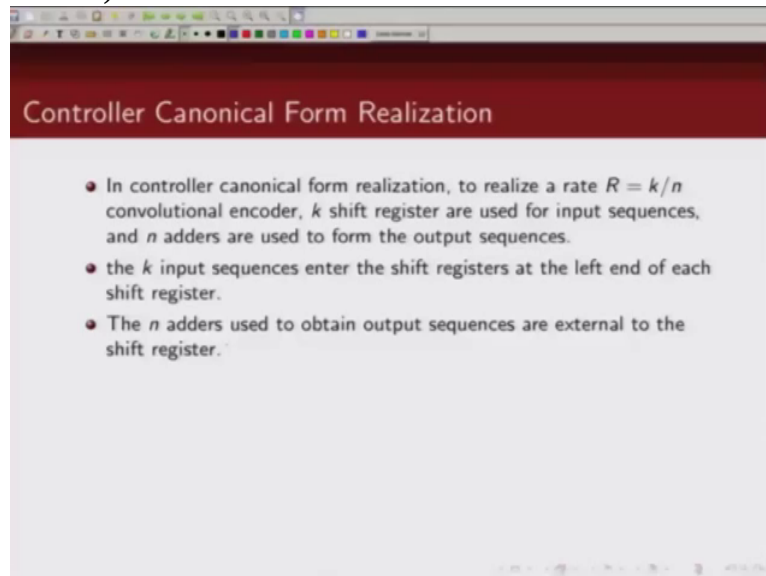 Controller Canonical Form Realization
In controller canonical form realization, to realize a rate R = k/n
convolutional encoder, k shift register are used for input sequences,
and n adders are used to form the output sequences.
the k input sequences enter the shift registers at the left end of each
shift register.
The n adders used to obtain output sequences are external to the
shift register.